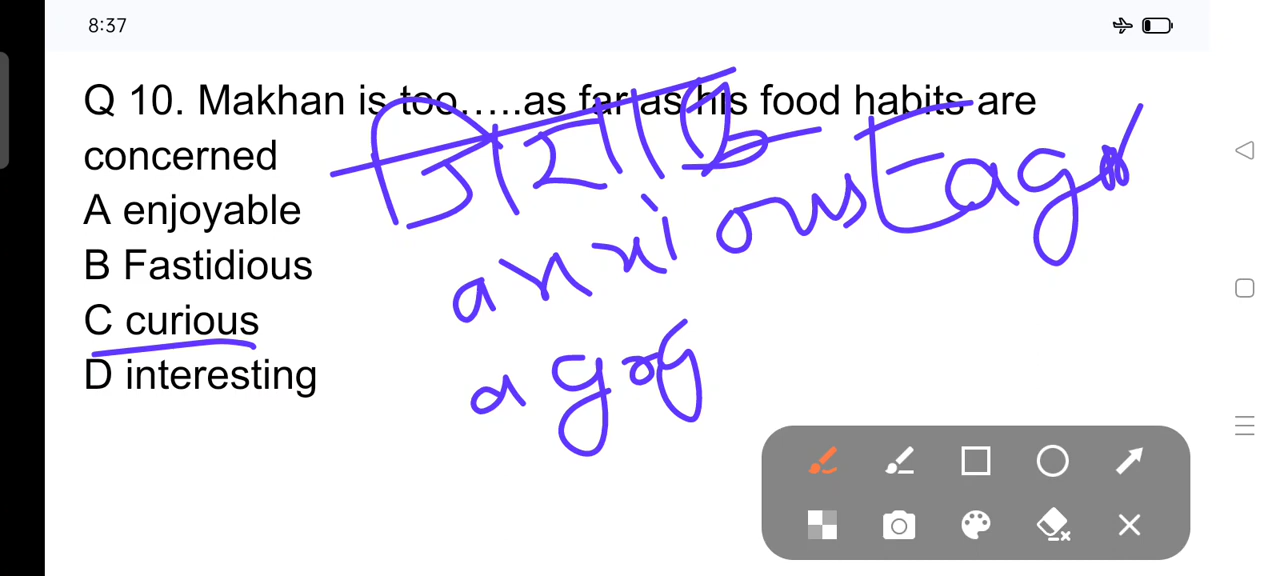 8:37
Q 10. Makhan is too.....as far as his food habits are
concerned
A enjoyable
B Fastidious
C curious
D interesting
anxious
agog